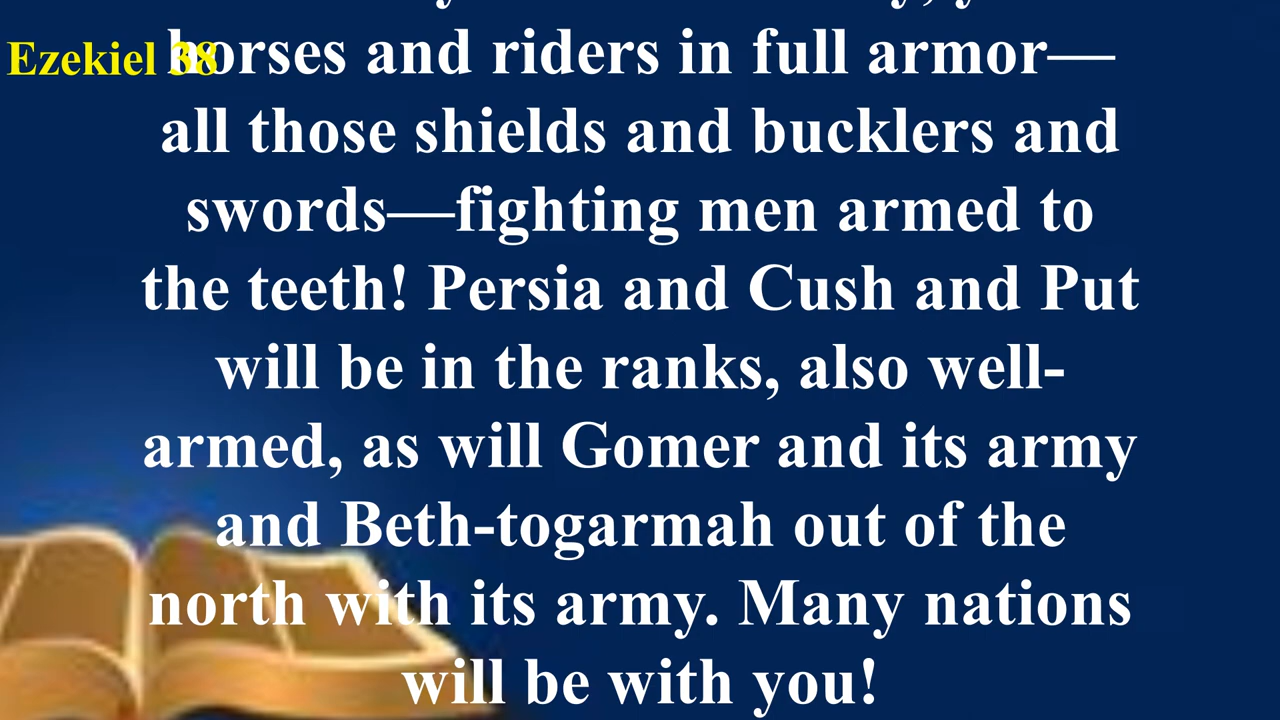 Ezekiel 38
horses and riders in full armor—
all those shields and bucklers and
swords—fighting men armed to
the teeth! Persia and Cush and Put
will be in the ranks, also well-
armed, as will Gomer and its army
and Beth-togarmah out of the
north with its army. Many nations
will be with you!